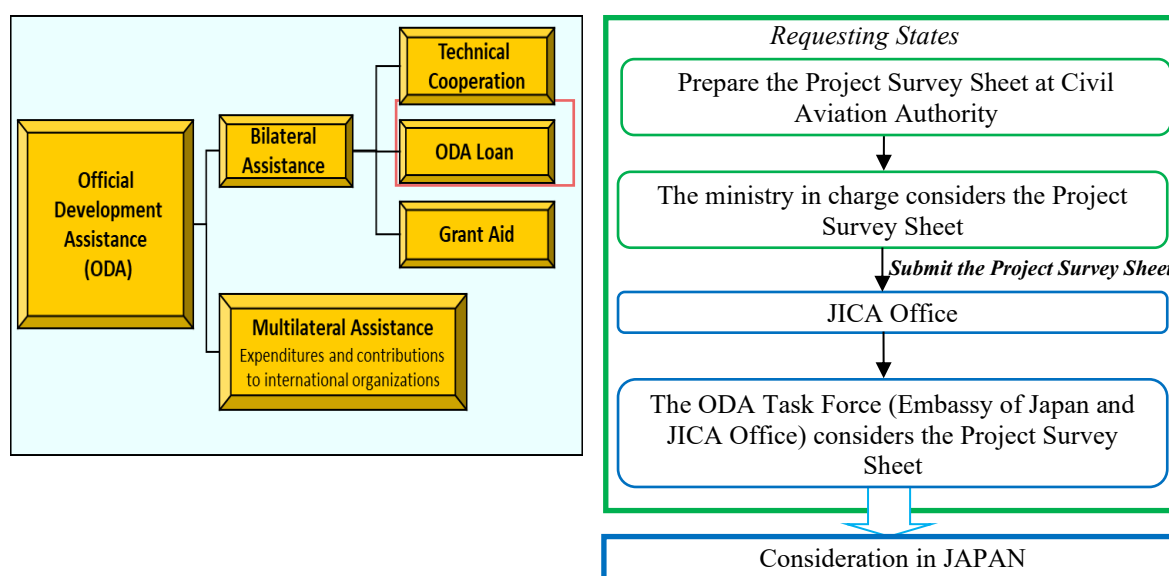 Official
Development
Assistance
(ODA)
Bilateral
Assistance
Technical
Cooperation
ODA Loan
Grant Aid
Multilateral Assistance
Expenditures and contributions
to international organizations
Requesting States
Prepare the Project Survey Sheet at Civil
Aviation Authority
The ministry in charge considers the Project
Survey Sheet
Submit the Project Survey Sheet
JICA Office
The ODA Task Force (Embassy of Japan and
JICA Office) considers the Project Survey
Sheet
Consideration in JAPAN